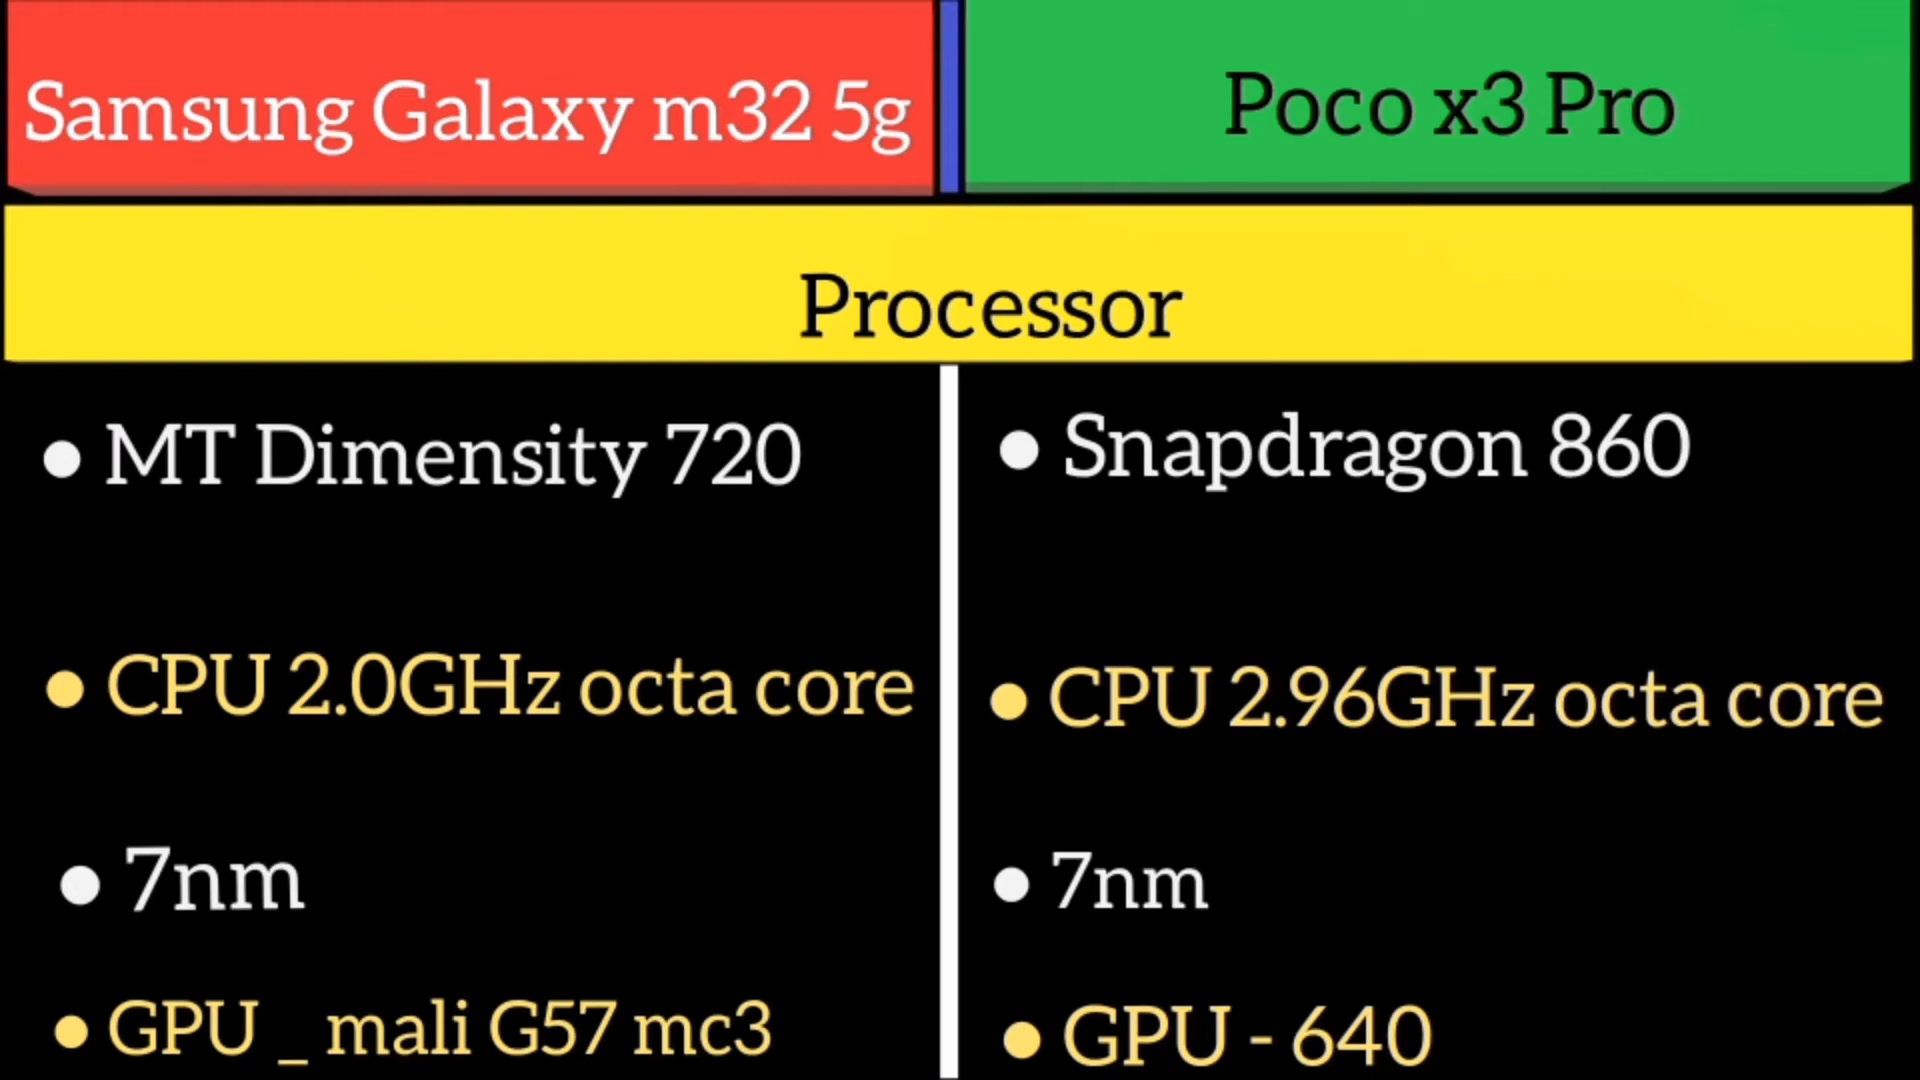 Samsung Galaxy m32 5g
Poco x3 Pro
Processor
• MT Dimensity 720
• Snapdragon 860
• CPU 2.0GHz octa core
• CPU 2.96GHz octa core
• 7nm
• 7nm
• GPU _ mali G57 mc3
• GPU - 640